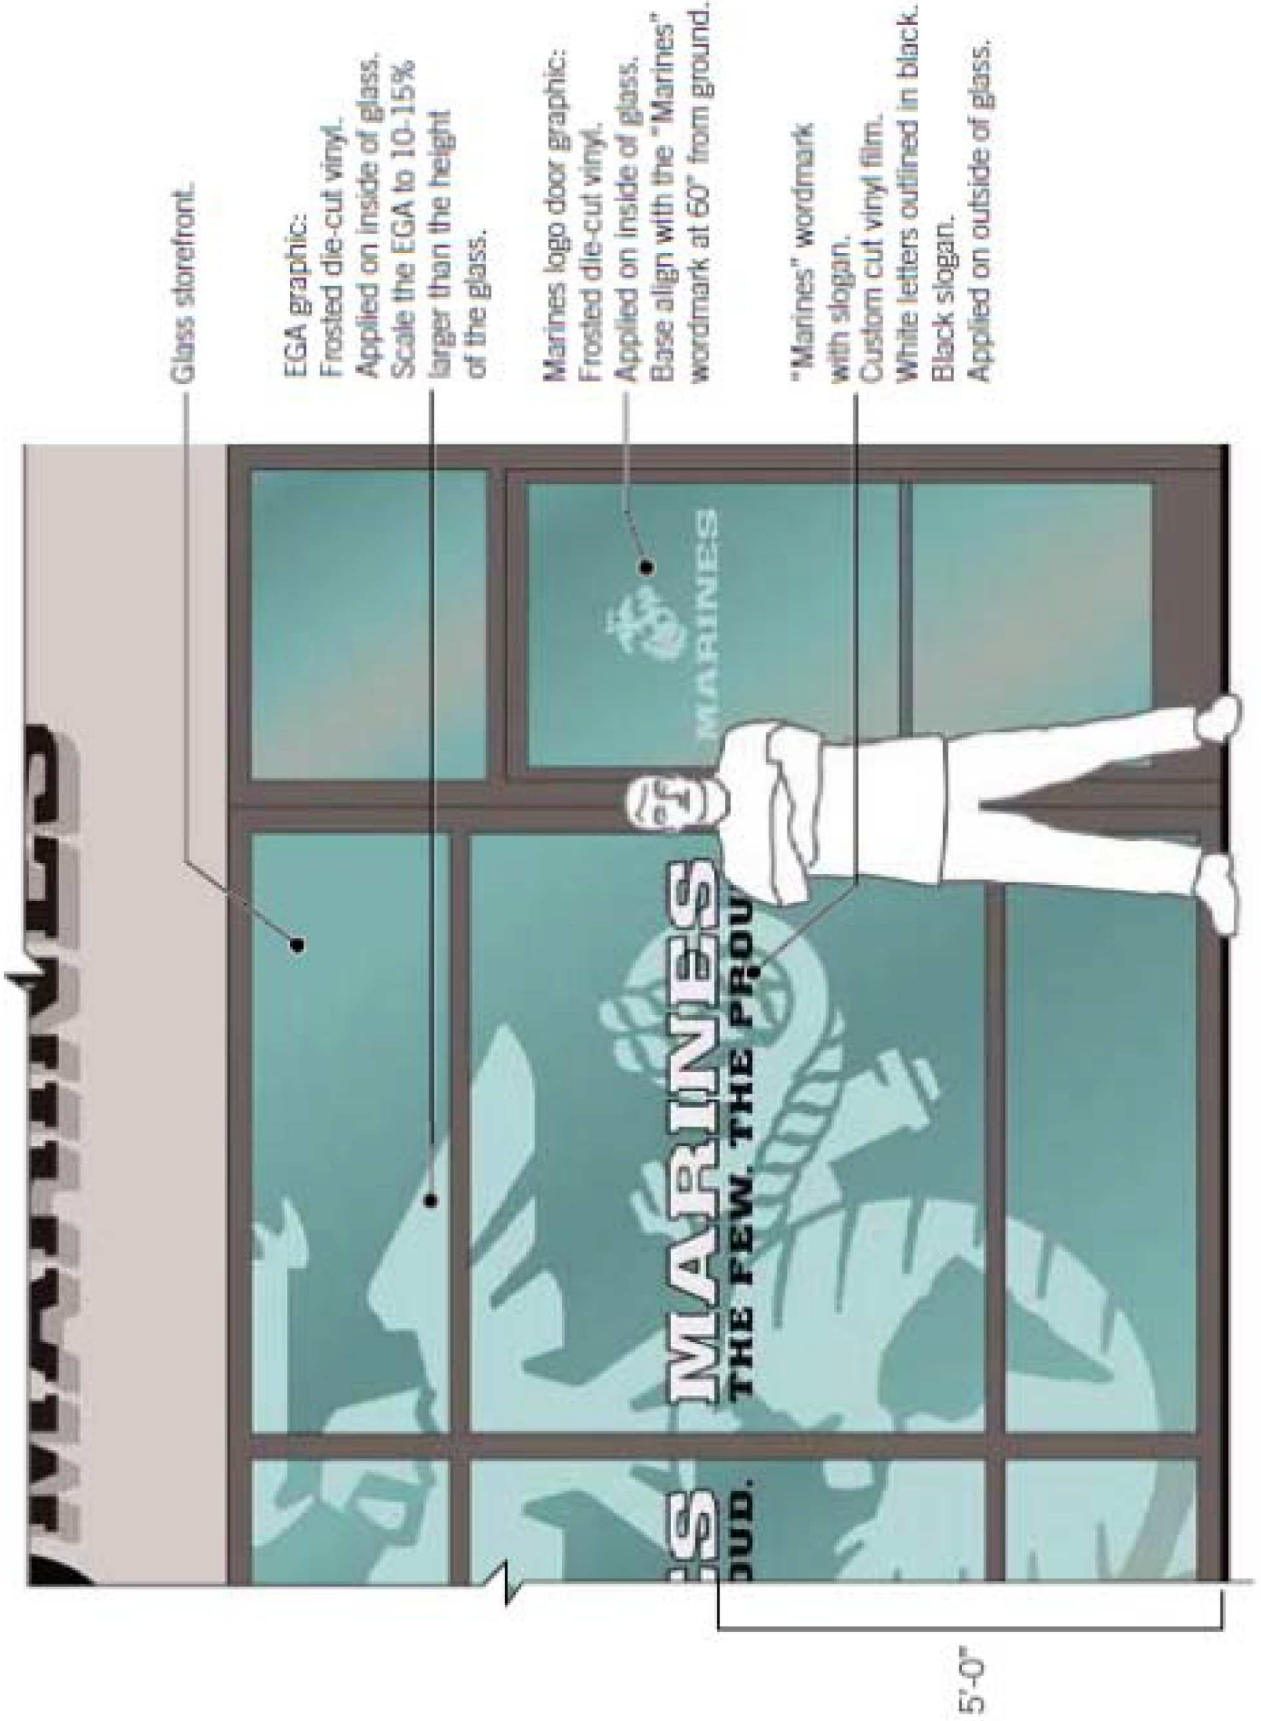 MARINES
Glass storefront.
EGA graphic:
Frosted die-cut vinyl.
Applied on inside of glass.
Scale the EGA to 10-15%
larger than the height
of the glass.
Marines logo door graphic:
Frosted die-cut vinyl.
Applied on inside of glass.
Base align with the "Marines"
wordmark at 60" from ground.
"Marines" wordmark
with slogan.
Custom cut vinyl film.
White letters outlined in black.
Black slogan.
Applied on outside of glass.
ES
OUD.
MARINES
THE FEW. THE PROU
MARINES
5'-0"